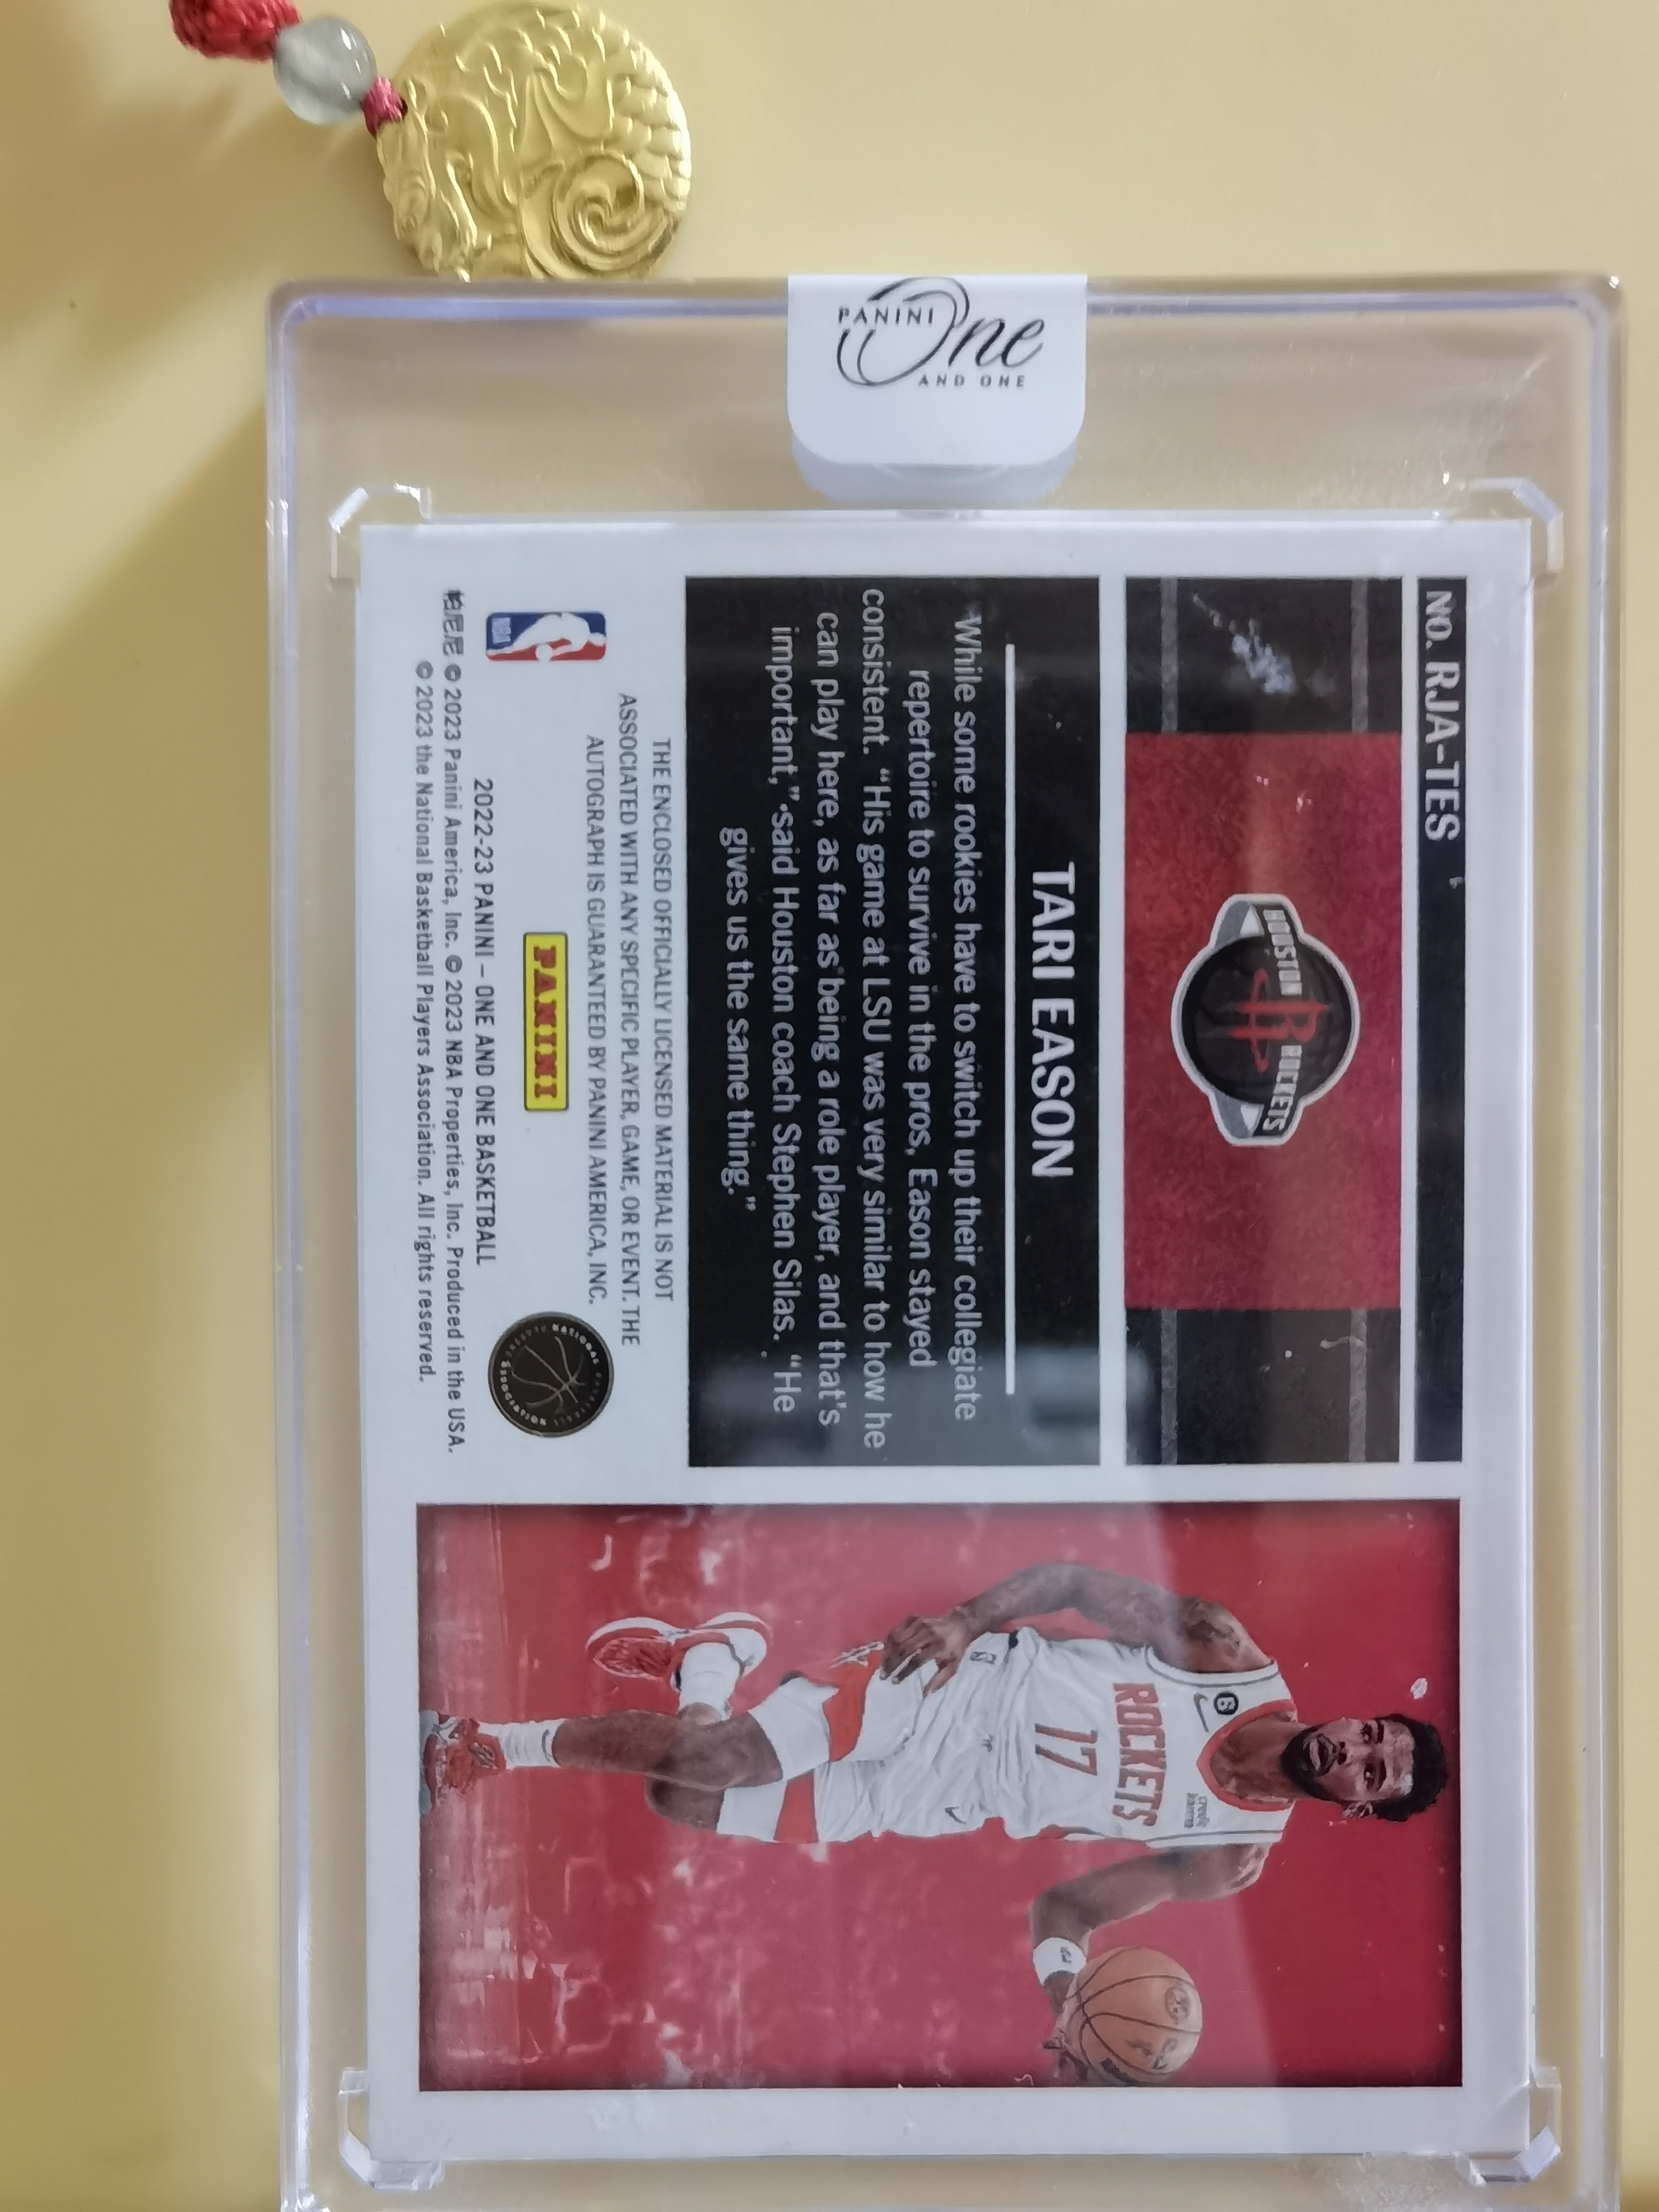 PANINI
One
AND ONE
NO. RJA-TES
HOUSTON ROCKETS
TARI EASON
While some rookies have to switch up their collegiate
repertoire to survive in the pros, Eason stayed
consistent. “His game at LSU was very similar to how he
can play here, as far as being a role player, and that's
important,” said Houston coach Stephen Silas. “He
gives us the same thing.”
THE ENCLOSED OFFICIALLY LICENSED MATERIAL IS NOT
ASSOCIATED WITH ANY SPECIFIC PLAYER, GAME, OR EVENT. THE
AUTOGRAPH IS GUARANTEED BY PANINI AMERICA, INC.
NBA
PANINI
2022-23 PANINI – ONE AND ONE BASKETBALL
© 2023 Panini America, Inc. © 2023 NBA Properties, Inc. Produced in the USA.
© 2023 the National Basketball Players Association. All rights reserved.
6
ROCKETS
17